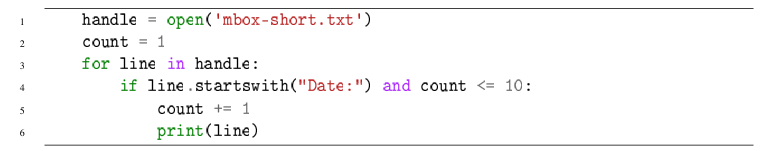 1 handle = open('mbox-short.txt')
2 count = 1
3 for line in handle:
4 if line.startswith("Date:") and count <= 10:
5 count += 1
6 print(line)